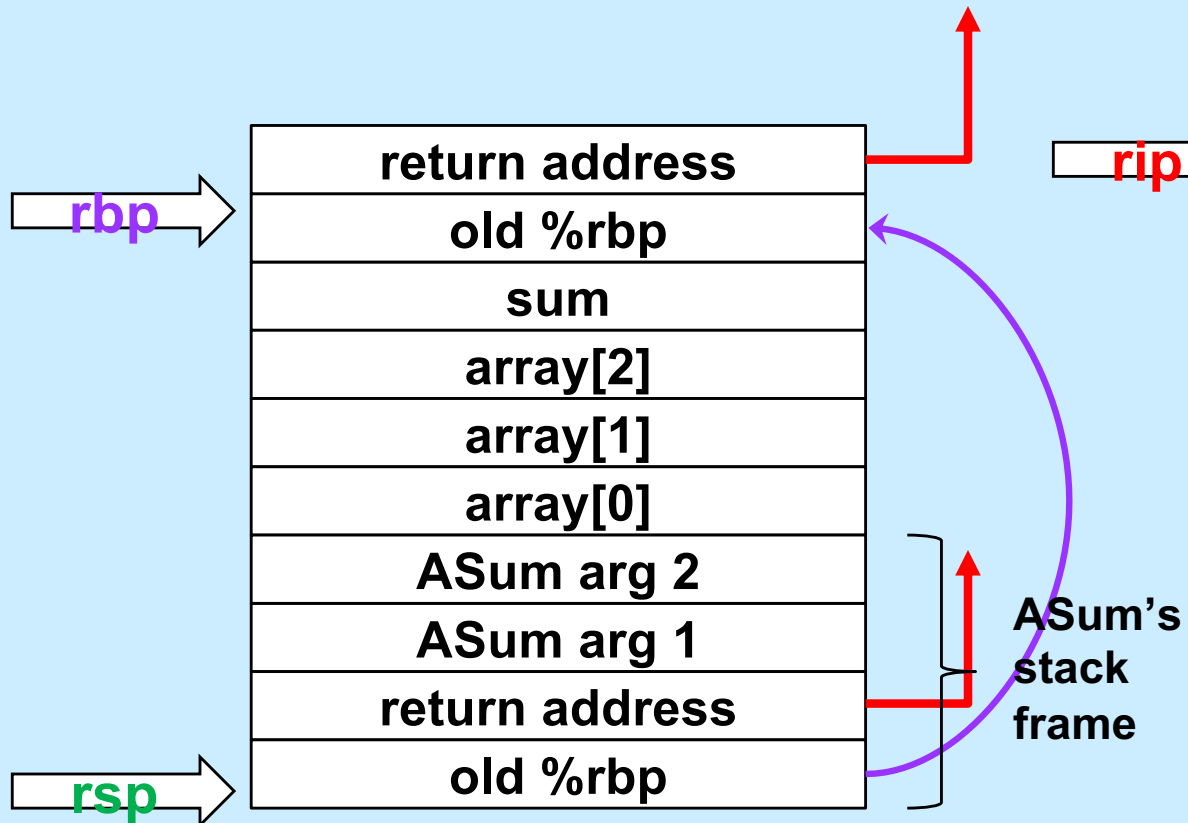 return address
rip
rbp
old %rbp
sum
array[2]
array[1]
array[0]
ASum arg 2
ASum arg 1
return address
ASum’s
stack
frame
old %rbp
rsp